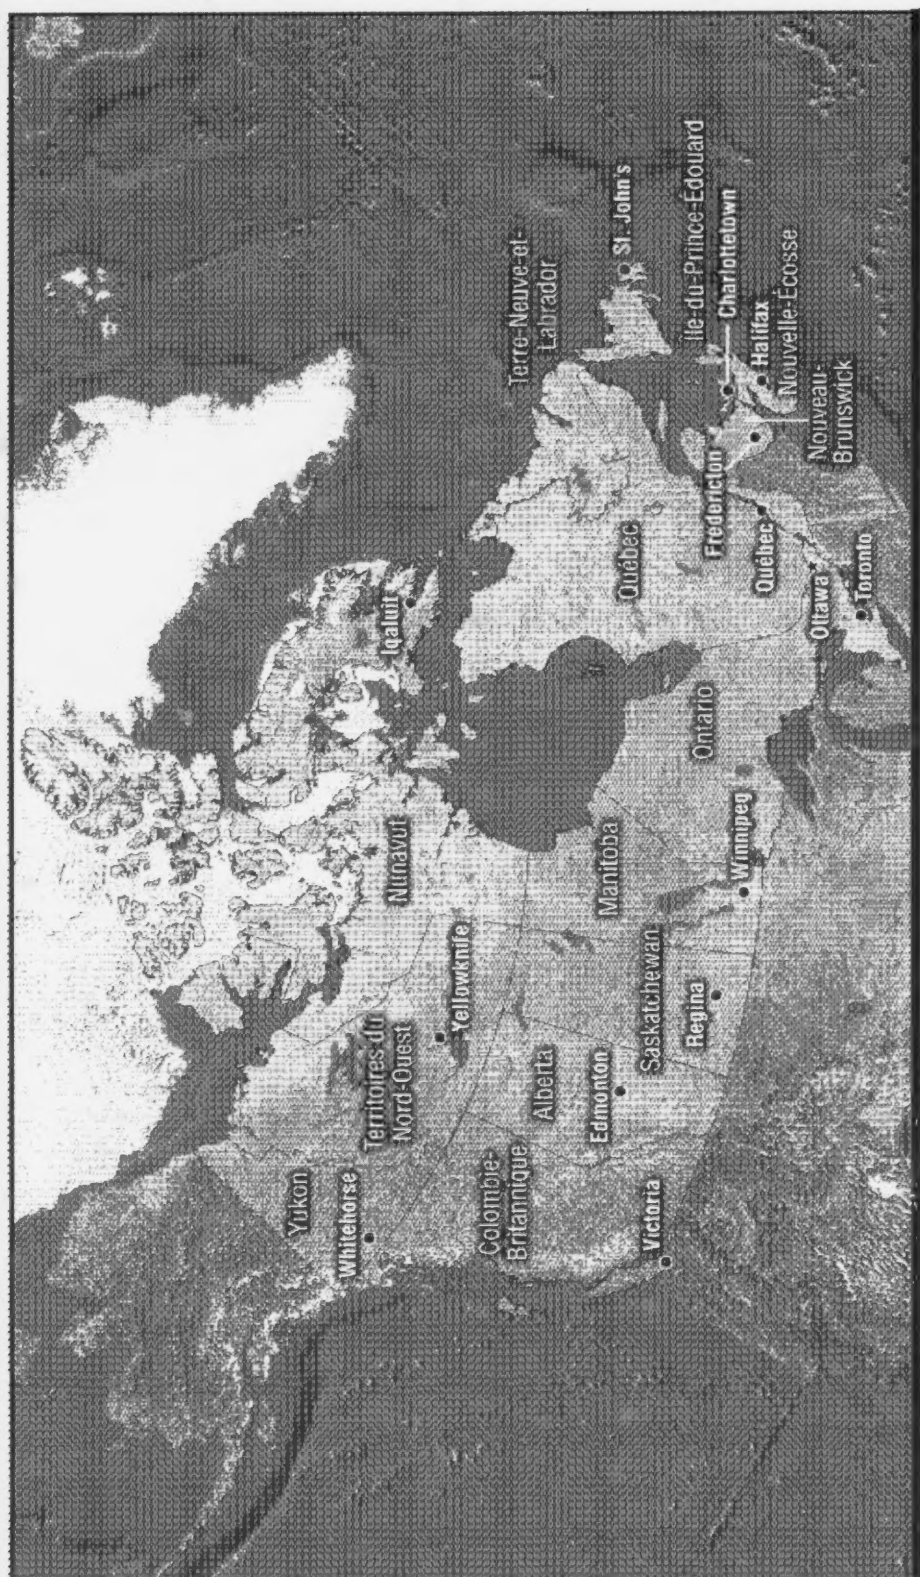 Yukon
Whitehorse
Territoires du
Nord-Ouest
Yellowknife
Nunavut
Iqaluit
Colombie-
Britannique
Victoria
Alberta
Edmonton
Saskatchewan
Regina
Manitoba
Winnipeg
Ontario
Toronto
Ottawa
Québec
Québec
Terre-Neuve-et-
Labrador
St. John's
Île-du-Prince-Édouard
Charlottetown
Halifax
Nouvelle-Écosse
Fredericton
Nouveau-
Brunswick